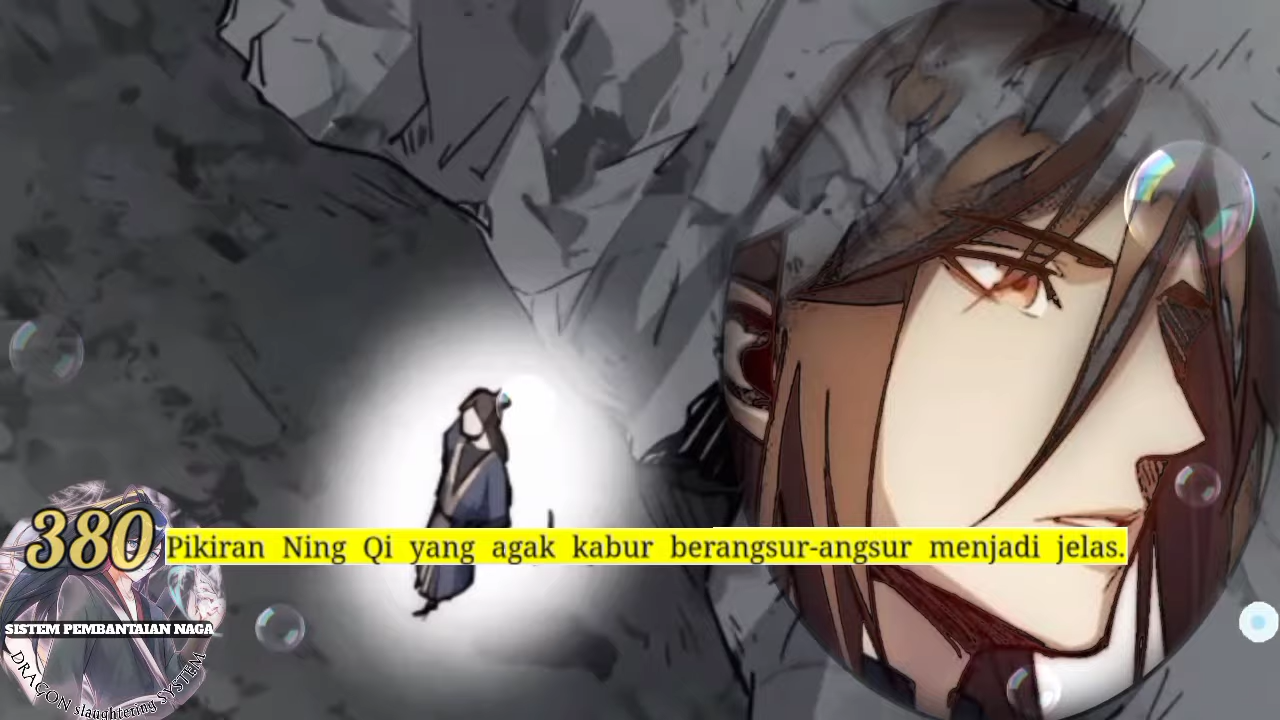 380
Pikiran Ning Qi yang agak kabur berangsur-angsur menjadi jelas.
SISTEM PEMBANTAIAN NAGA
DRAGON slaughtering SYSTEM